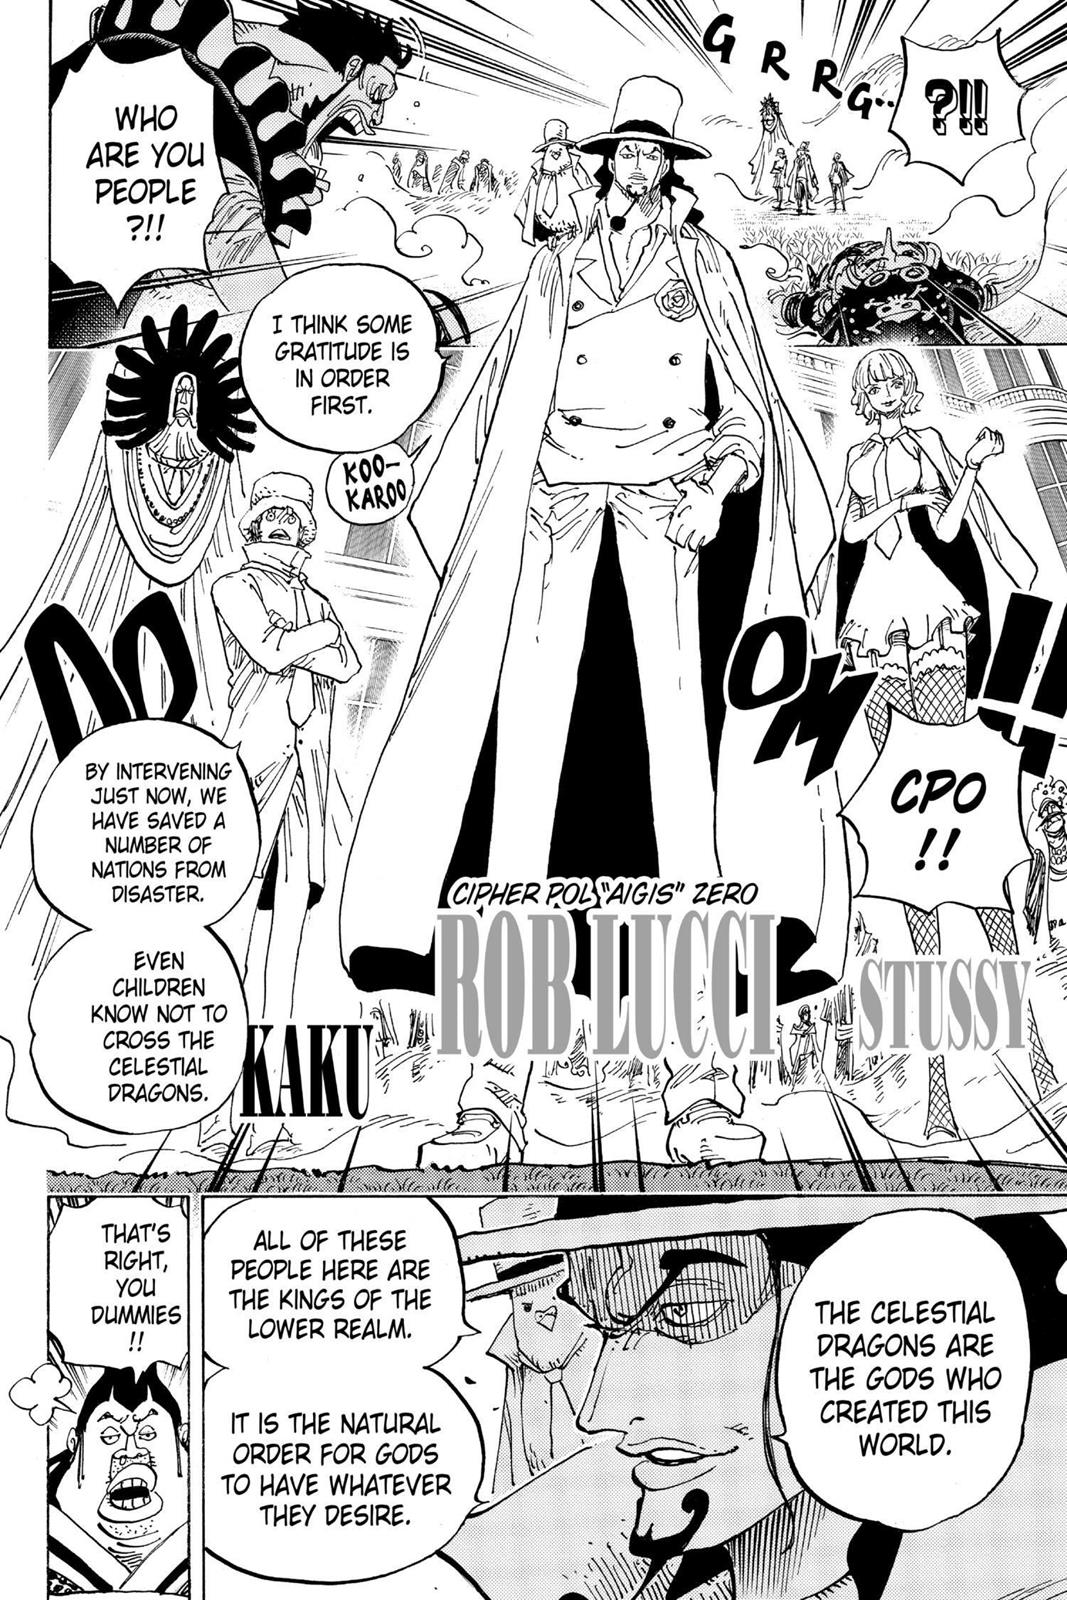 WHO
ARE YOU
PEOPLE
?!!
GRRG..
?!!
I THINK SOME
GRATITUDE IS
IN ORDER
FIRST.
KOO-
KAROO
DOOM!!
CPO
!!
BY INTERVENING
JUST NOW, WE
HAVE SAVED A
NUMBER OF
NATIONS FROM
DISASTER.
EVEN
CHILDREN
KNOW NOT TO
CROSS THE
CELESTIAL
DRAGONS.
CIPHER POL "AIGIS" ZERO
ROB LUCCI
STUSSY
KAKU
THAT'S
RIGHT,
YOU
DUMMIES
!!
ALL OF THESE
PEOPLE HERE ARE
THE KINGS OF THE
LOWER REALM.
IT IS THE NATURAL
ORDER FOR GODS
TO HAVE WHATEVER
THEY DESIRE.
THE CELESTIAL
DRAGONS ARE
THE GODS WHO
CREATED THIS
WORLD.